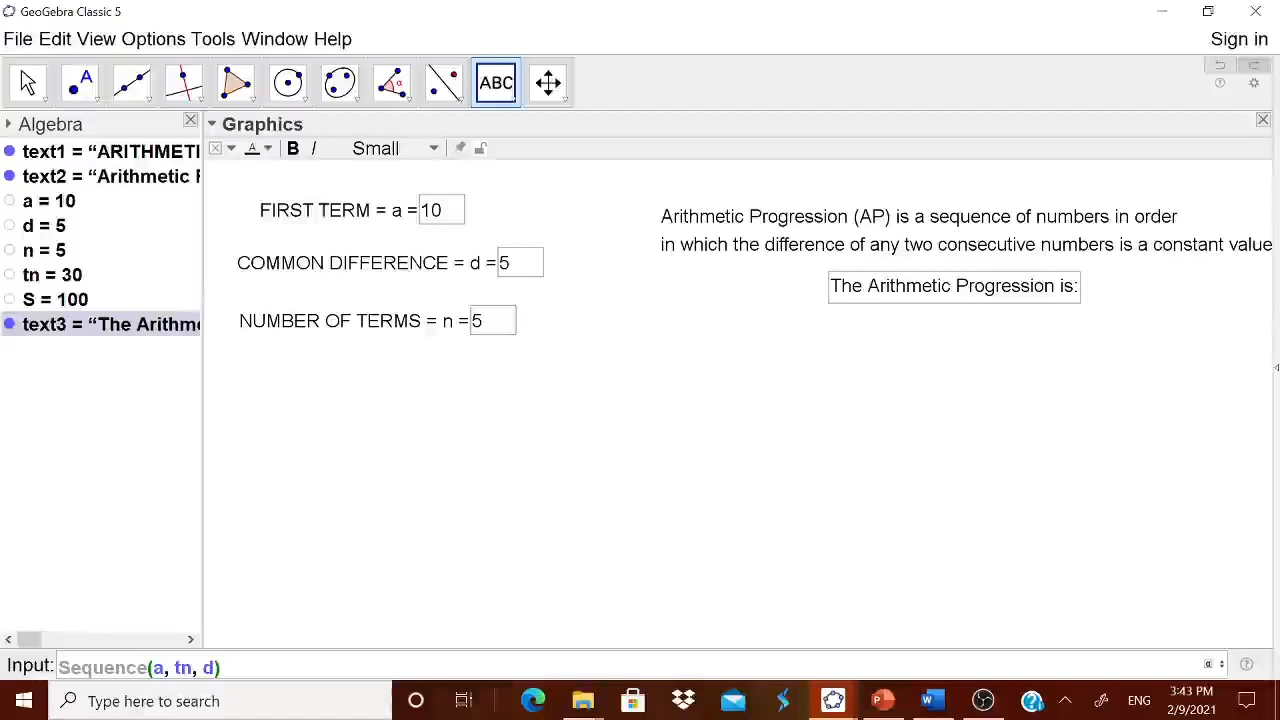 GeoGebra Classic 5
File Edit View Options Tools Window Help
Sign in
A
α
ABC
Algebra
Graphics
text1 = “ARITHMETI
text2 = “Arithmetic
a = 10
d = 5
n = 5
tn = 30
S = 100
text3 = “The Arithm
A
B
I
Small
FIRST TERM = a = 10
COMMON DIFFERENCE = d = 5
NUMBER OF TERMS = n = 5
Arithmetic Progression (AP) is a sequence of numbers in order
in which the difference of any two consecutive numbers is a constant value
The Arithmetic Progression is:
Input: Sequence(a, tn, d)
α
Type here to search
ENG
3:43 PM
2/9/2021